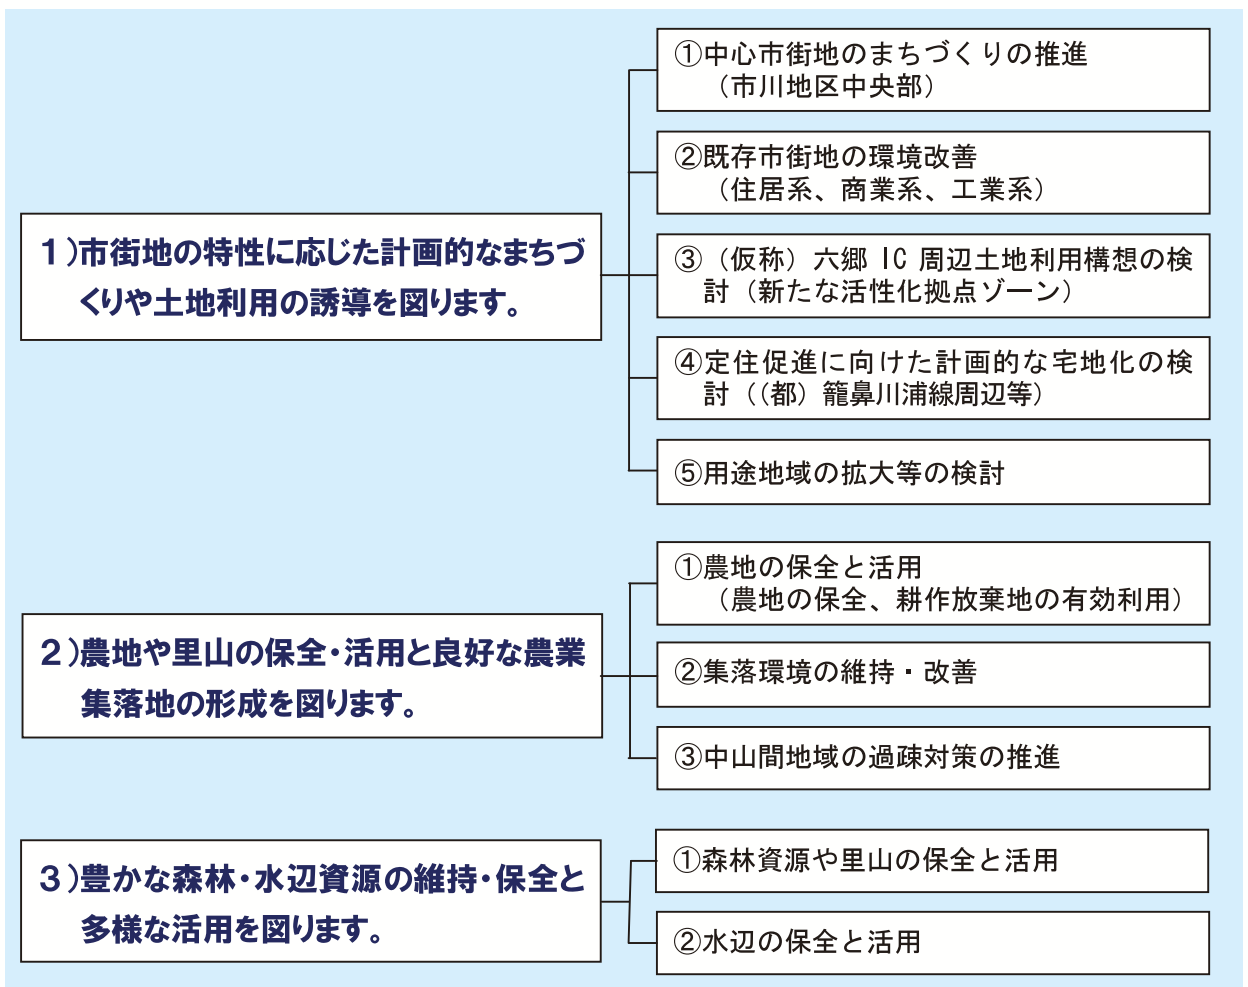 1)市街地の特性に応じた計画的なまちづ
くりや土地利用の誘導を図ります。
①中心市街地のまちづくりの推進
（市川地区中央部）
②既存市街地の環境改善
（住居系、商業系、工業系）
③（仮称）六郷 IC 周辺土地利用構想の検
討（新たな活性化拠点ゾーン）
④定住促進に向けた計画的な宅地化の検
討（（都）籠鼻川浦線周辺等）
⑤用途地域の拡大等の検討
2)農地や里山の保全・活用と良好な農業
集落地の形成を図ります。
①農地の保全と活用
（農地の保全、耕作放棄地の有効利用）
②集落環境の維持・改善
③中山間地域の過疎対策の推進
3)豊かな森林・水辺資源の維持・保全と
多様な活用を図ります。
①森林資源や里山の保全と活用
②水辺の保全と活用